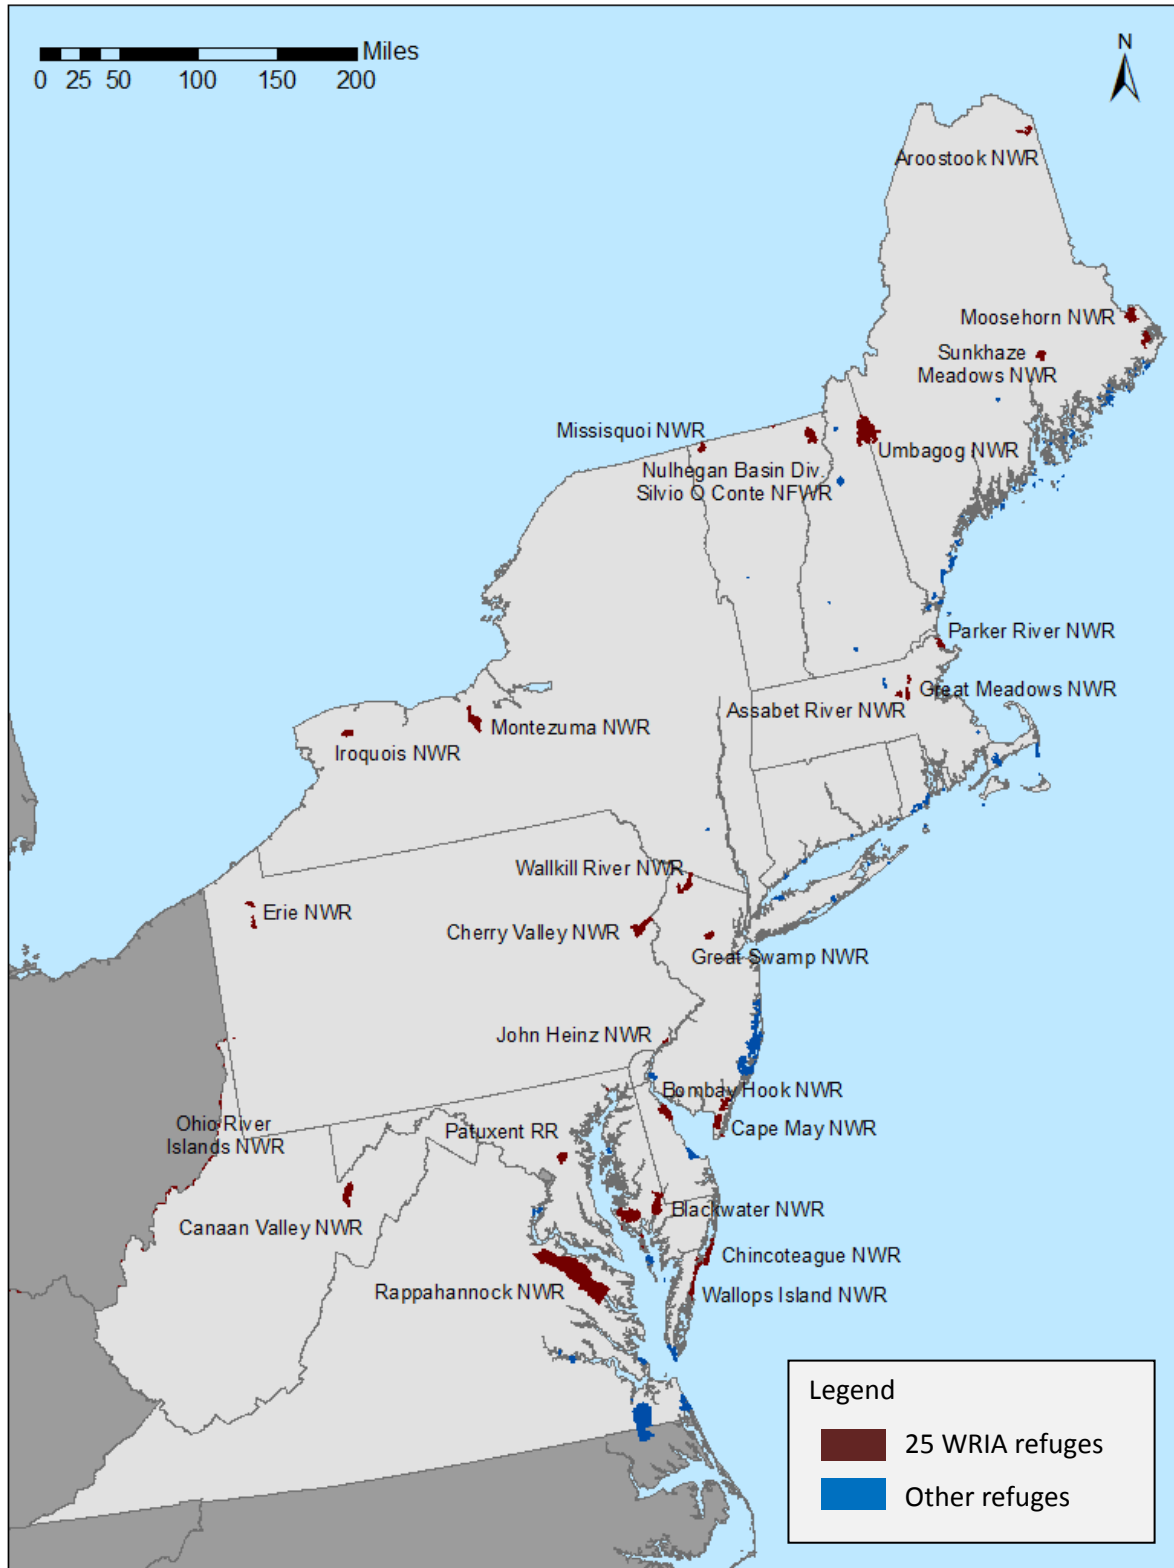 Miles
0 25 50 100 150 200
N
Aroostook NWR
Moosehorn NWR
Sunkhaze
Meadows NWR
Missisquoi NWR
Umbagog NWR
Nulhegan Basin Div.
Silvio O Conte NFWR
Parker River NWR
Great Meadows NWR
Assabet River NWR
Montezuma NWR
Iroquois NWR
Wallkill River NWR
Erie NWR
Cherry Valley NWR
Great Swamp NWR
John Heinz NWR
Bombay Hook NWR
Ohio River
Islands NWR
Cape May NWR
Patuxent RR
Blackwater NWR
Canaan Valley NWR
Chincoteague NWR
Rappahannock NWR
Wallops Island NWR
Legend
25 WRIA refuges
Other refuges